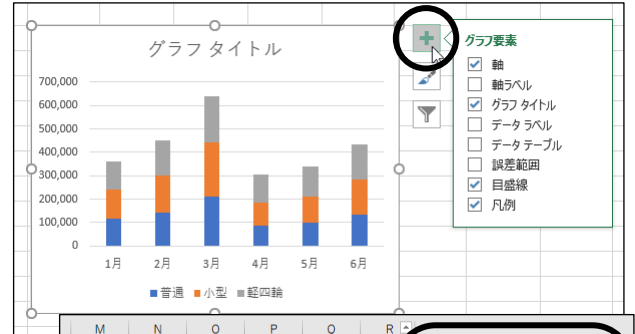 グラフ タイトル
700,000
600,000
500,000
400,000
300,000
200,000
100,000
0
1月 2月 3月 4月 5月 6月
普通 小型 軽四輪
グラフ要素
軸
軸ラベル
グラフ タイトル
データ ラベル
データ テーブル
誤差範囲
目盛線
凡例
M N O P Q R